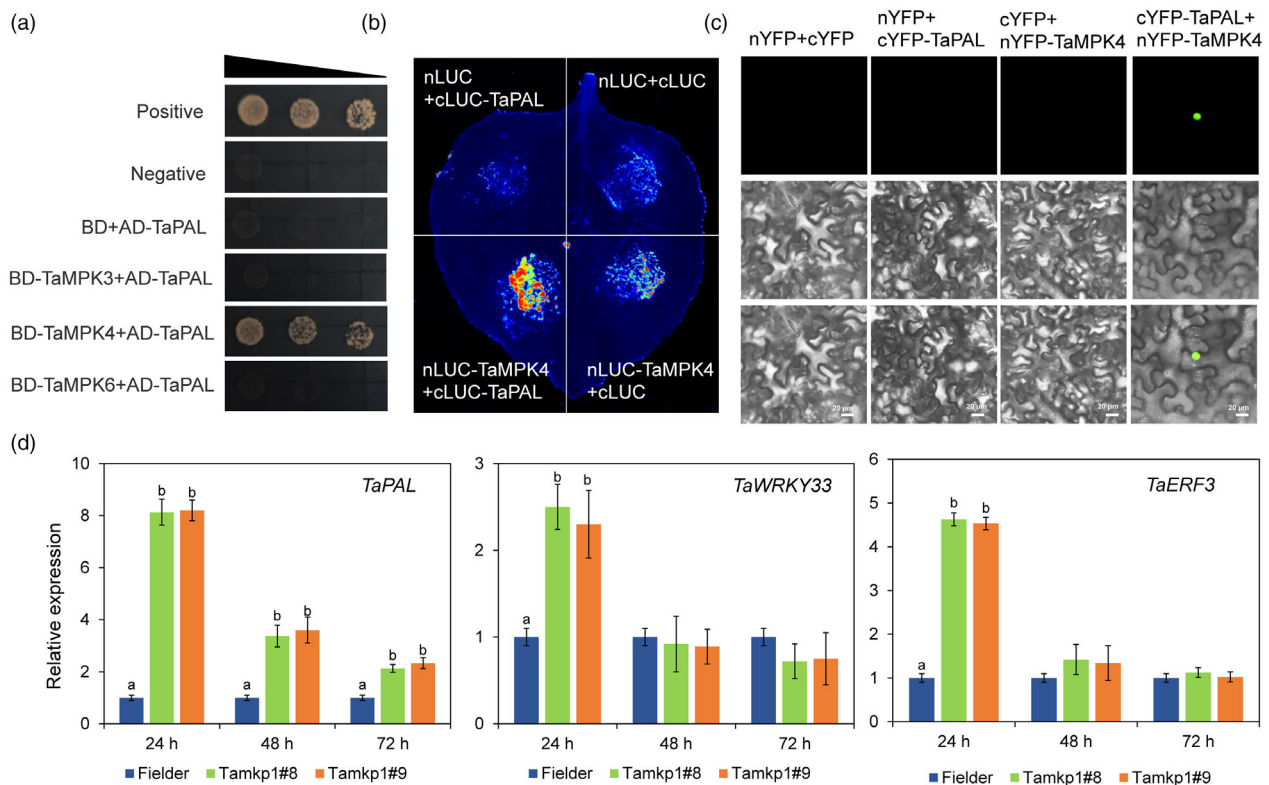 (a)
Positive
Negative
BD+AD-TaPAL
BD-TaMPK3+AD-TaPAL
BD-TaMPK4+AD-TaPAL
BD-TaMPK6+AD-TaPAL
(b)
nLUC
+cLUC-TaPAL
nLUC+cLUC
nLUC-TaMPK4
+cLUC-TaPAL
nLUC-TaMPK4
+cLUC
(c)
nYFP+cYFP
nYFP+
cYFP-TaPAL
cYFP+
nYFP-TaMPK4
cYFP-TaPAL+
nYFP-TaMPK4
20 µm
20 µm
20 µm
20 µm
(d)
Relative expression
10
8
6
4
2
0
TaPAL
a
b
b
a
b
b
a
b
b
24 h
48 h
72 h
Fielder
Tamkp1#8
Tamkp1#9
3
2
1
0
TaWRKY33
a
b
b
24 h
48 h
72 h
Fielder
Tamkp1#8
Tamkp1#9
6
5
4
3
2
1
0
TaERF3
a
b
b
24 h
48 h
72 h
Fielder
Tamkp1#8
Tamkp1#9